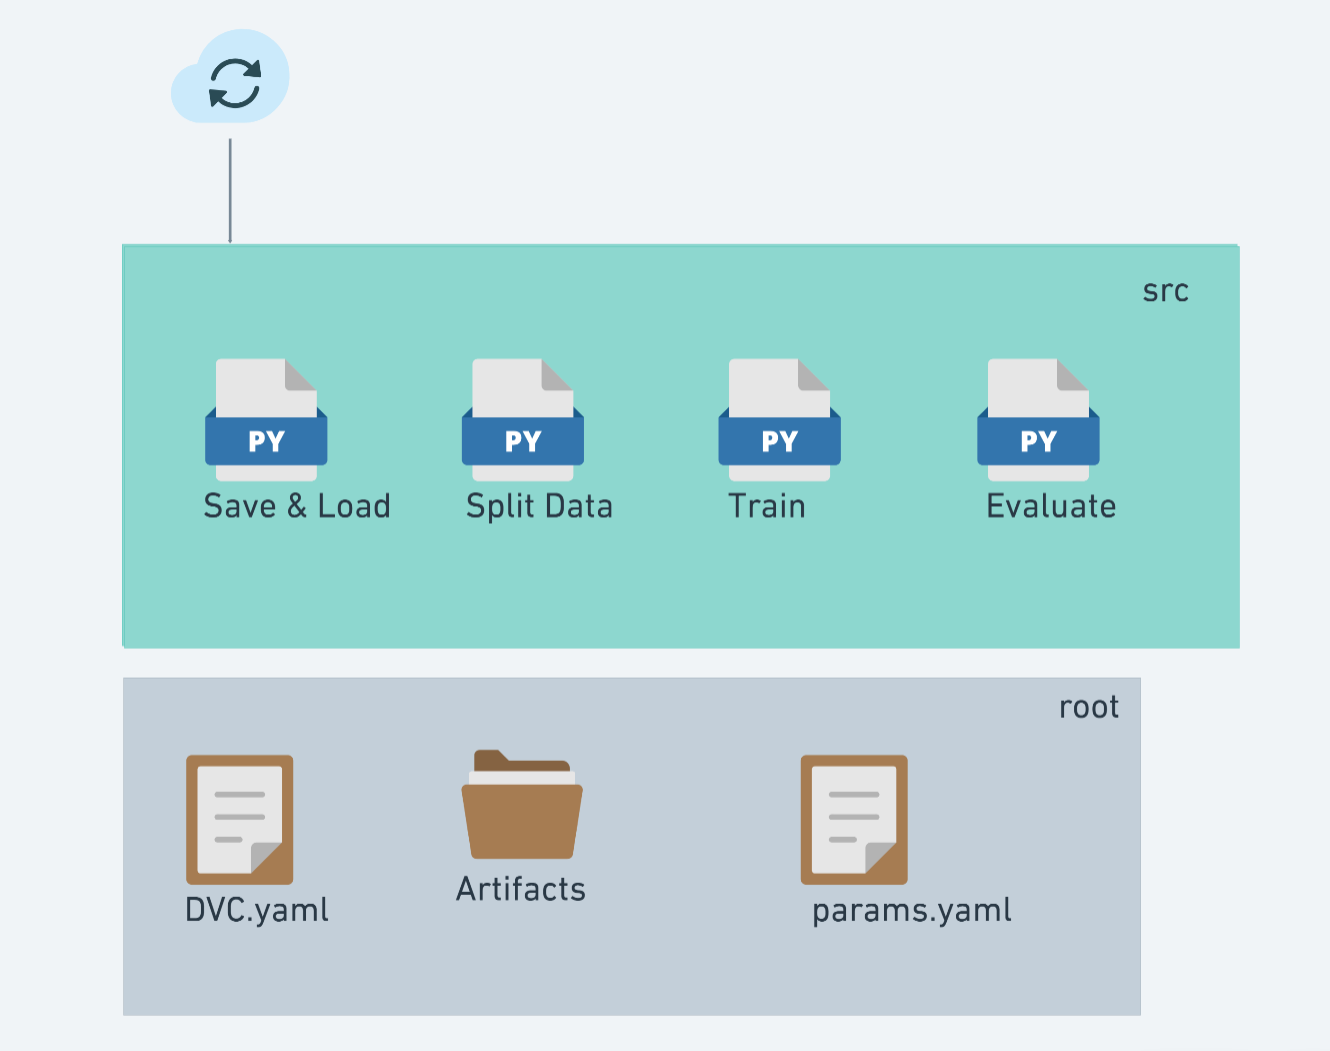 src
PY
PY
PY
PY
Save & Load
Split Data
Train
Evaluate
root
DVC.yaml
Artifacts
params.yaml